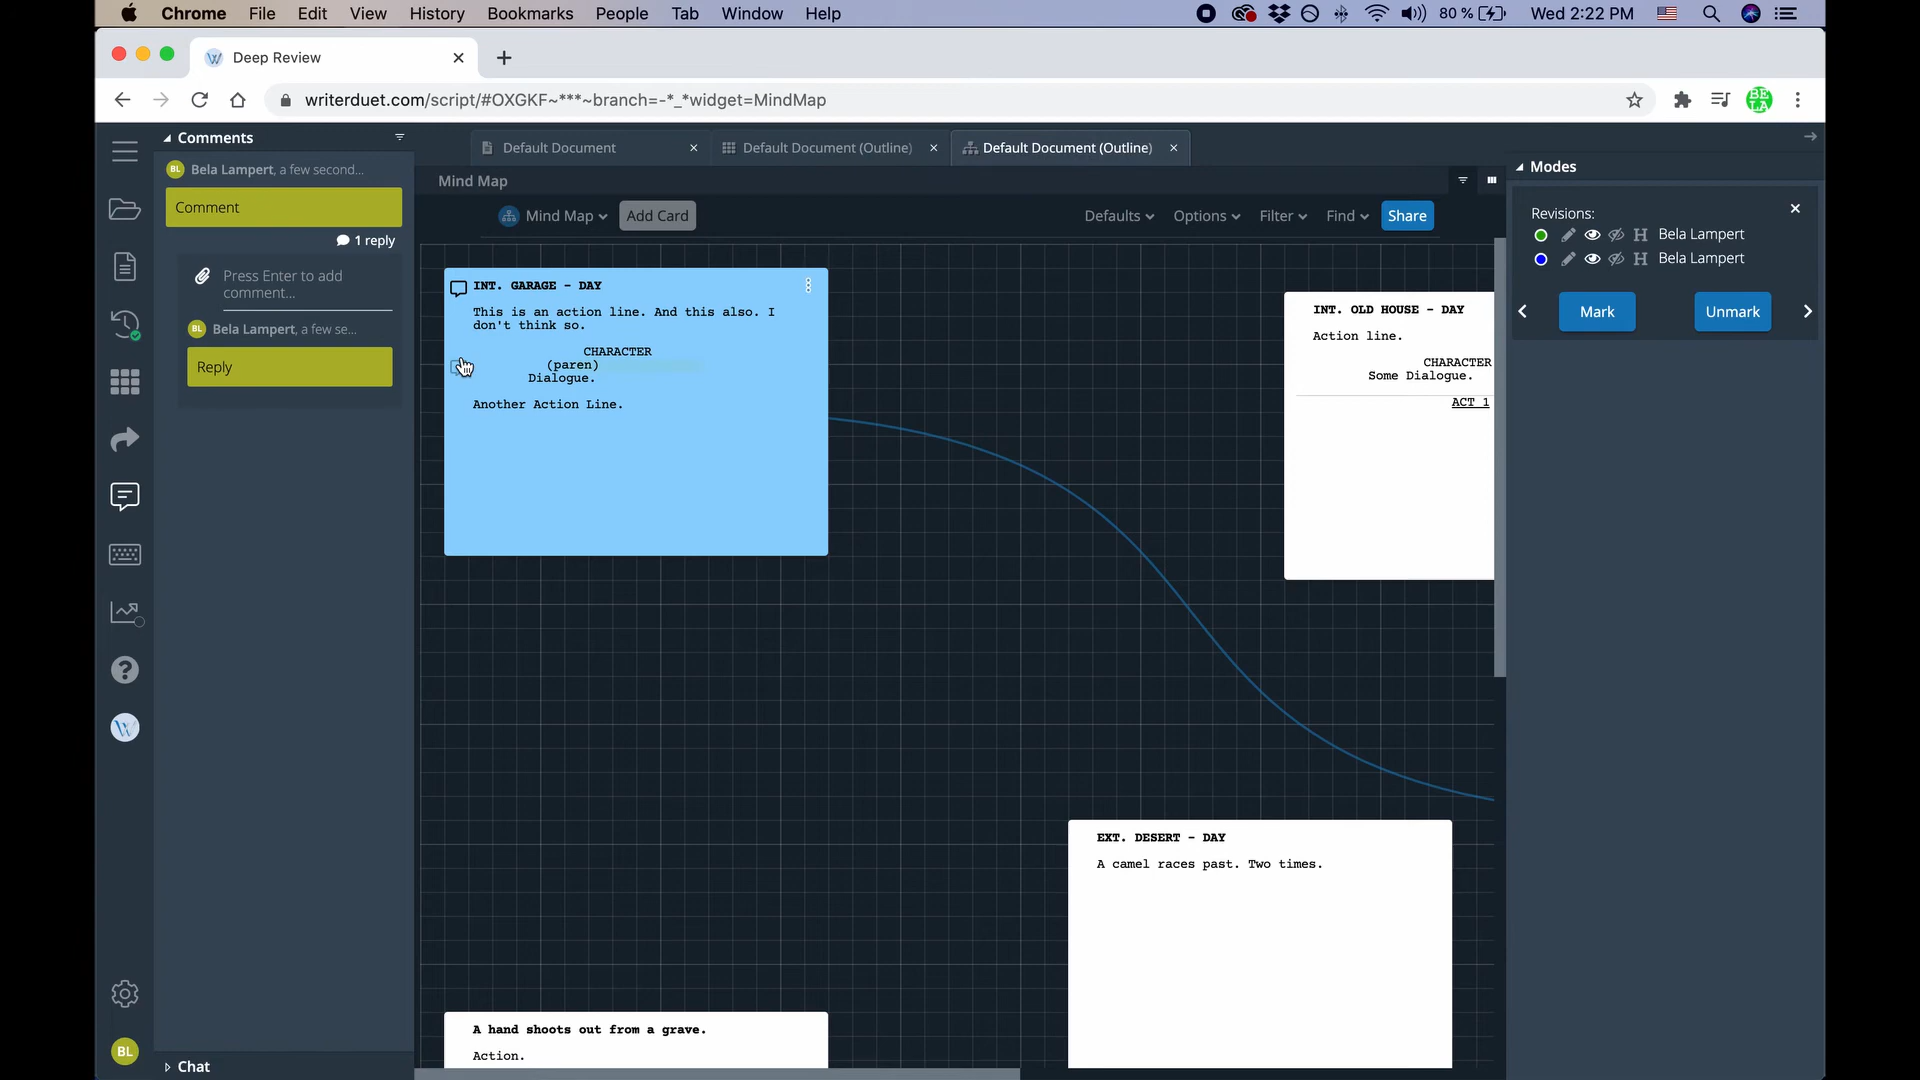 Chrome File Edit View History Bookmarks People Tab Window Help
80 % Wed 2:22 PM
Deep Review
writerduet.com/script/#OXGKF~***~branch=-*_*widget=MindMap
BE
LA
Comments
BL Bela Lampert, a few second...
Comment
1 reply
Press Enter to add
comment...
BL Bela Lampert, a few se...
Reply
Chat
BL
W
Default Document
Default Document (Outline)
Default Document (Outline)
Mind Map
Mind Map
Add Card
Defaults
Options
Filter
Find
Share
INT. GARAGE - DAY
This is an action line. And this also. I
don't think so.
CHARACTER
(paren)
Dialogue.
Another Action Line.
INT. OLD HOUSE - DAY
Action line.
CHARACTER
Some Dialogue.
ACT 1
EXT. DESERT - DAY
A camel races past. Two times.
A hand shoots out from a grave.
Action.
Modes
Revisions:
H Bela Lampert
H Bela Lampert
Mark
Unmark